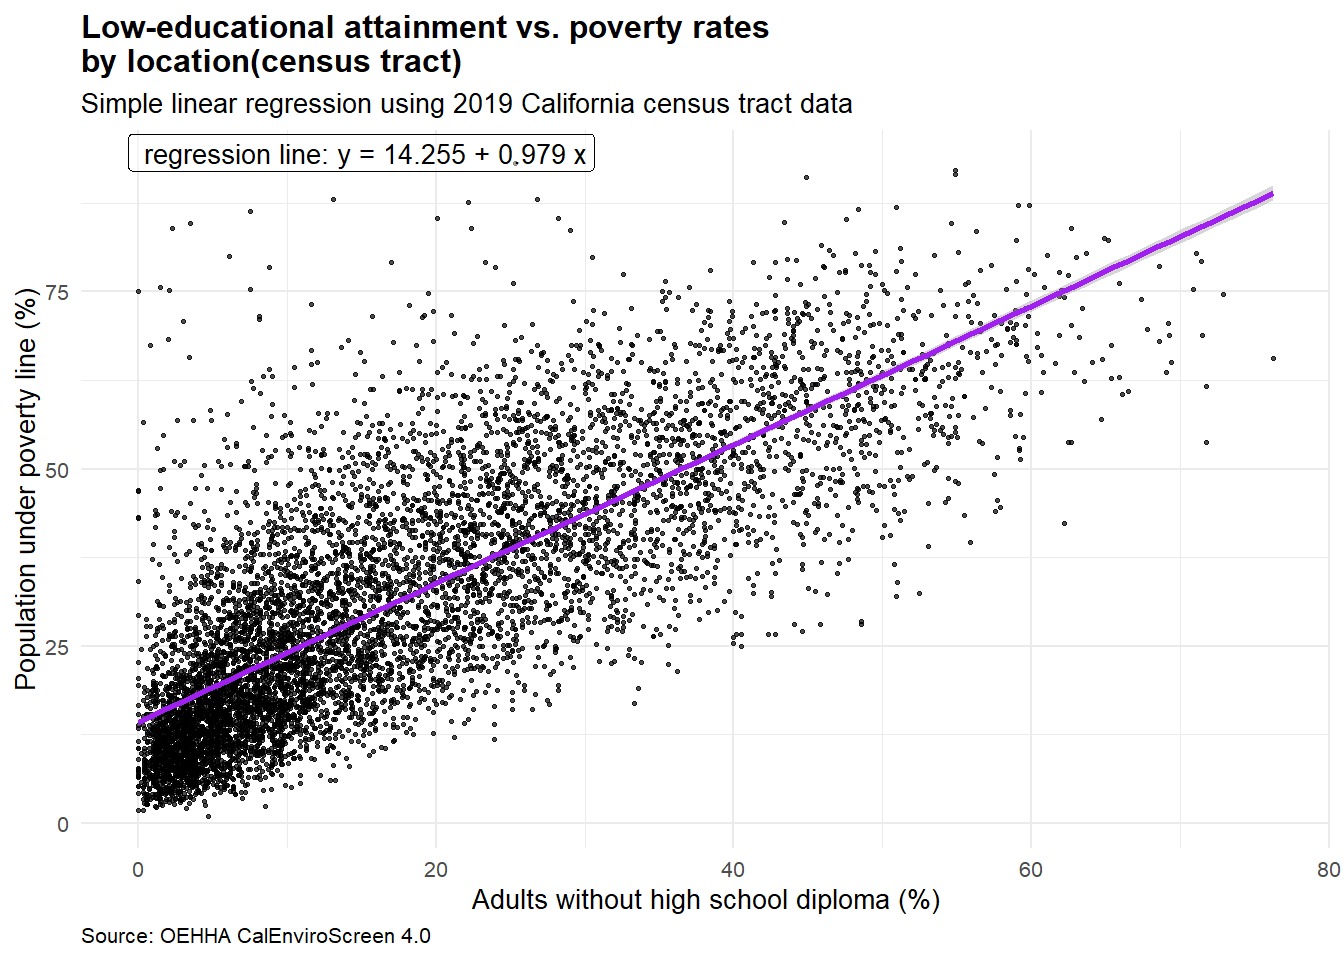 Low-educational attainment vs. poverty rates
by location(census tract)
Simple linear regression using 2019 California census tract data
regression line: y = 14.255 + 0.979 x
Population under poverty line (%)
75
50
25
0
0 20 40 60 80
Adults without high school diploma (%)
Source: OEHHA CalEnviroScreen 4.0